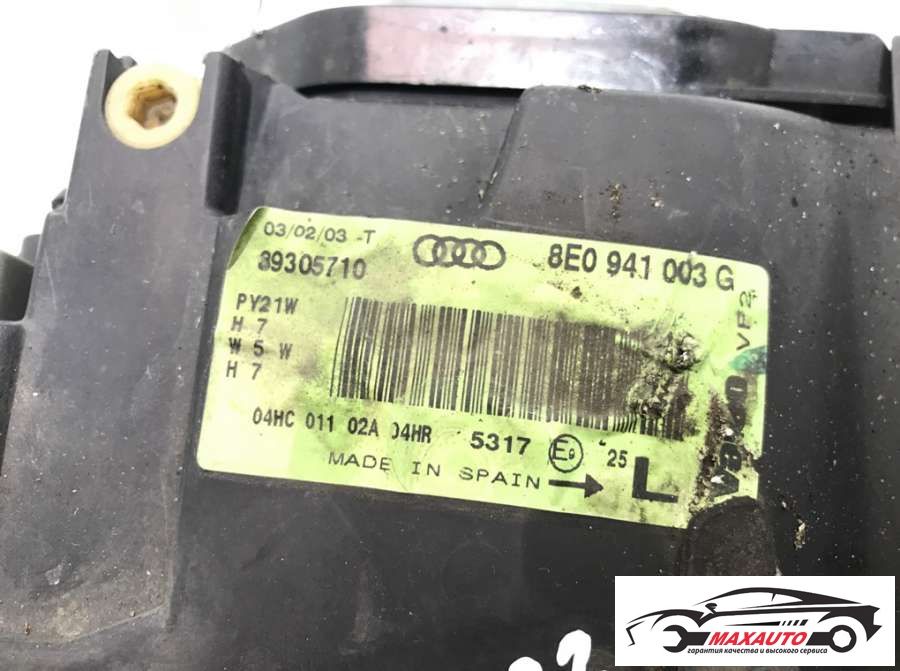 03/02/03 -T
89305710
8E0 941 003 G
PY21W
H 7
W 5 W
H 7
VP2
04HC 011 02A 04HR
5317 E9 25
MADE IN SPAIN → L
MAXAUTO
гарантия качества и высокого сервиса